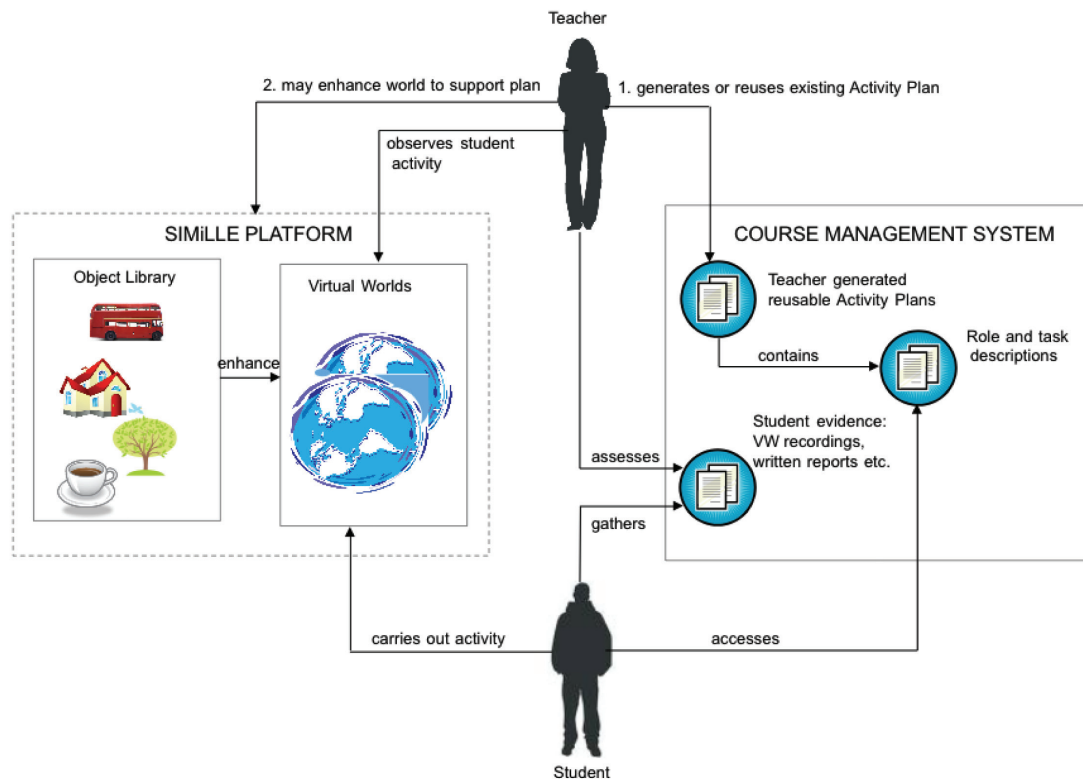 Teacher
2. may enhance world to support plan
1. generates or reuses existing Activity Plan
observes student
activity
SIMiLLE PLATFORM
Object Library
Virtual Worlds
enhance
COURSE MANAGEMENT SYSTEM
Teacher generated
reusable Activity Plans
contains
Role and task
descriptions
Student evidence:
VW recordings,
written reports etc.
assesses
gathers
carries out activity
accesses
Student